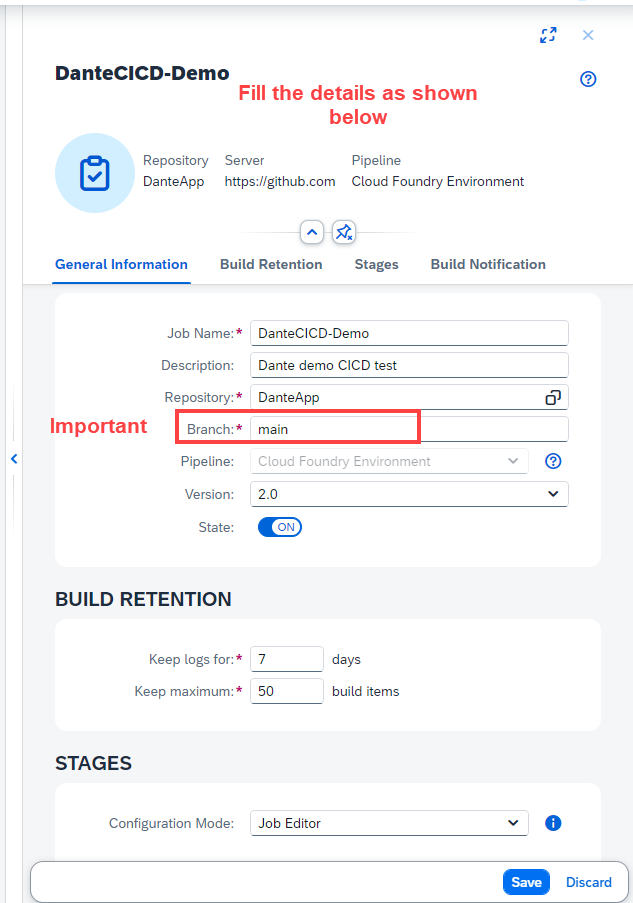 DanteCICD-Demo
Fill the details as shown
below
Repository Server Pipeline
DanteApp https://github.com Cloud Foundry Environment
General Information Build Retention Stages Build Notification
Job Name:* DanteCICD-Demo
Description: Dante demo CICD test
Repository:* DanteApp
Important
Branch:* main
Pipeline: Cloud Foundry Environment
Version: 2.0
State: ON
BUILD RETENTION
Keep logs for:* 7 days
Keep maximum:* 50 build items
STAGES
Configuration Mode: Job Editor
Save Discard